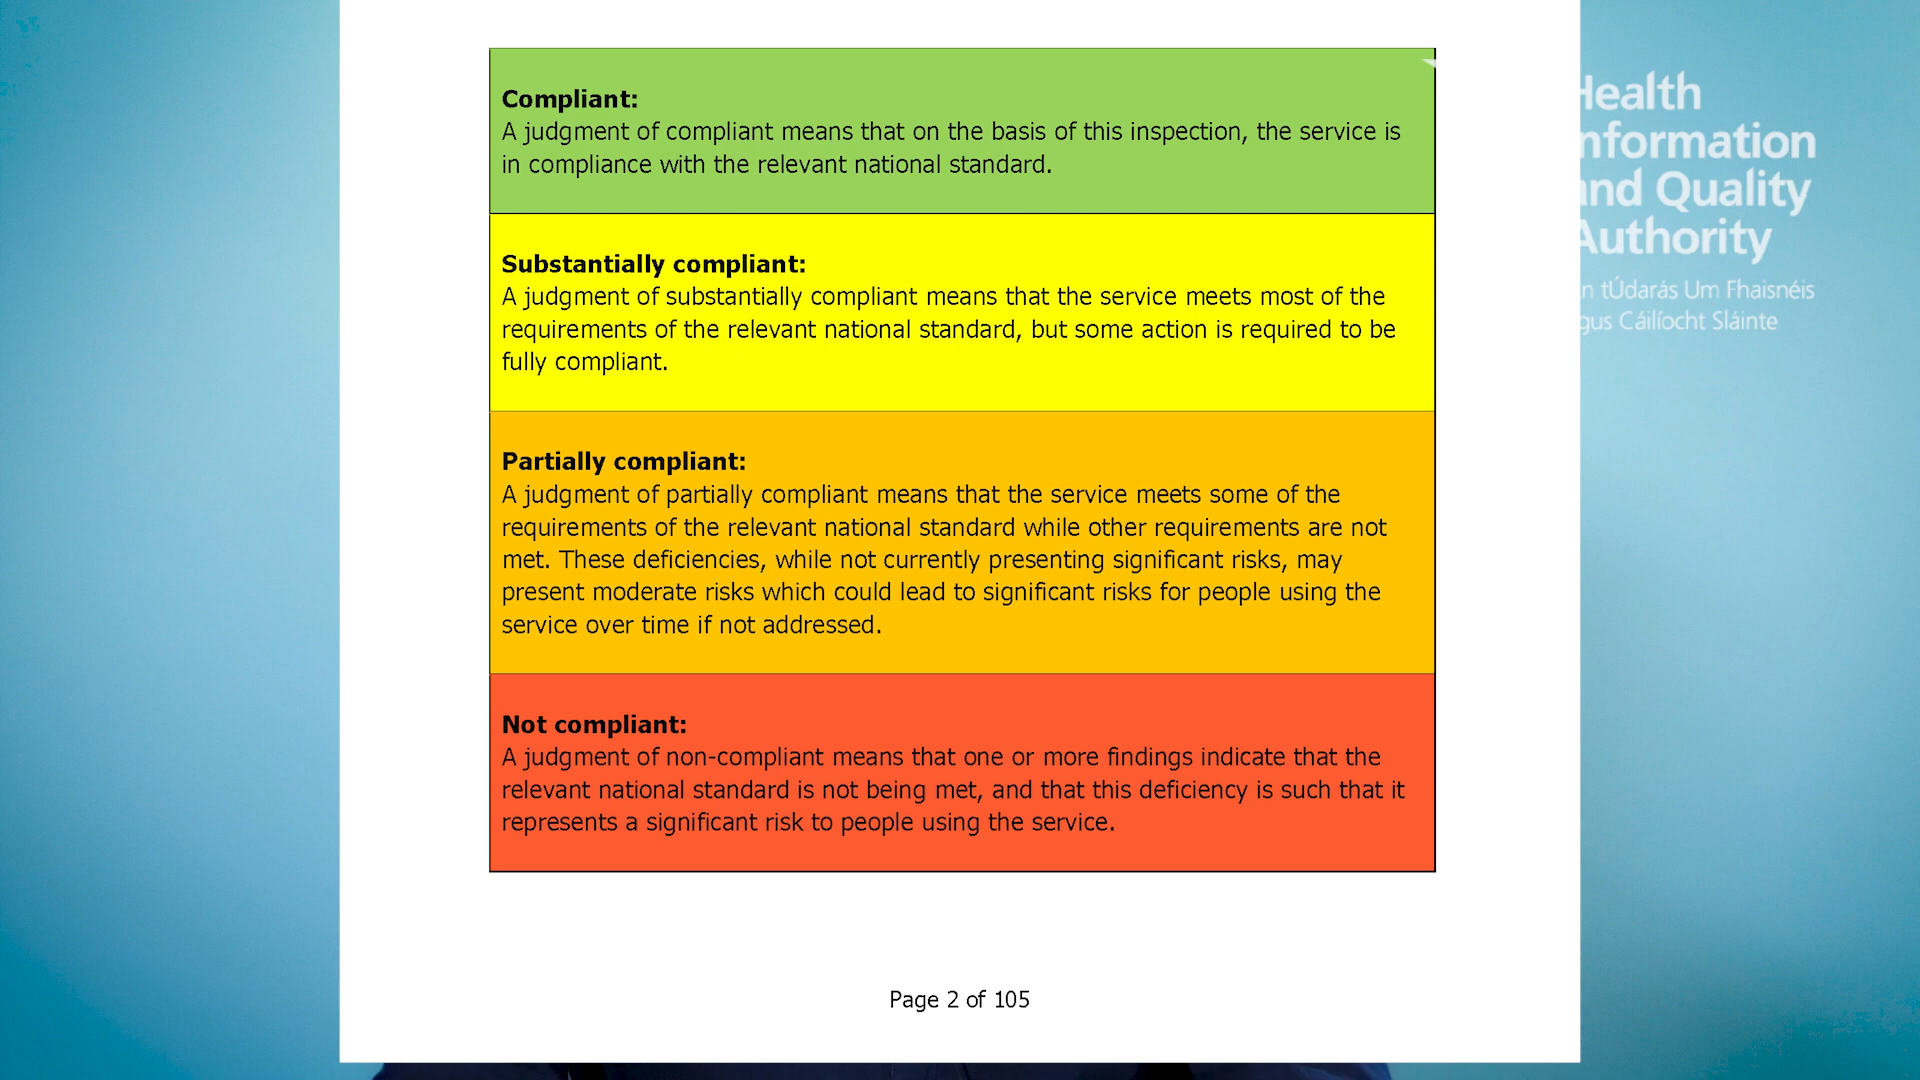 Compliant:
A judgment of compliant means that on the basis of this inspection, the service is
in compliance with the relevant national standard.
Substantially compliant:
A judgment of substantially compliant means that the service meets most of the
requirements of the relevant national standard, but some action is required to be
fully compliant.
Partially compliant:
A judgment of partially compliant means that the service meets some of the
requirements of the relevant national standard while other requirements are not
met. These deficiencies, while not currently presenting significant risks, may
present moderate risks which could lead to significant risks for people using the
service over time if not addressed.
Not compliant:
A judgment of non-compliant means that one or more findings indicate that the
relevant national standard is not being met, and that this deficiency is such that it
represents a significant risk to people using the service.
Page 2 of 105
Health
Information
and Quality
Authority
An tÚdarás Um Fhaisnéis
agus Cáilíocht Sláinte